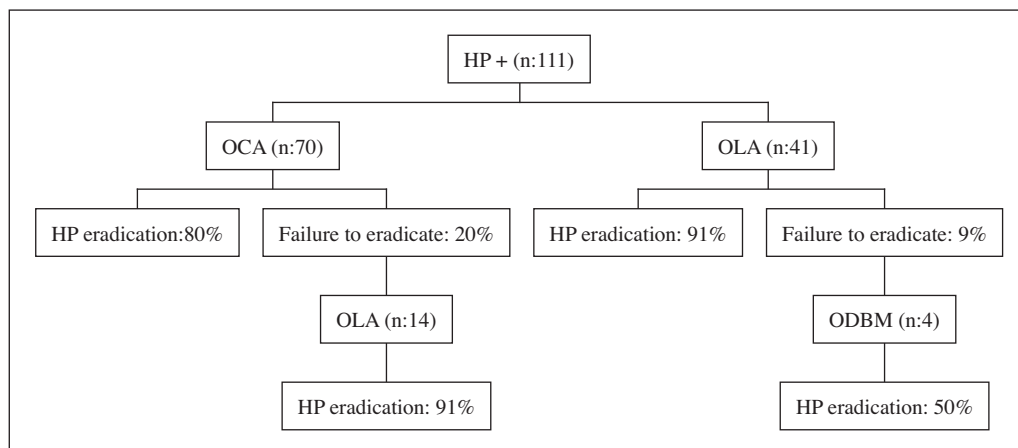 HP + (n:111)
OCA (n:70)
OLA (n:41)
HP eradication:80%
Failure to eradicate: 20%
HP eradication: 91%
Failure to eradicate: 9%
OLA (n:14)
ODBM (n:4)
HP eradication: 91%
HP eradication: 50%